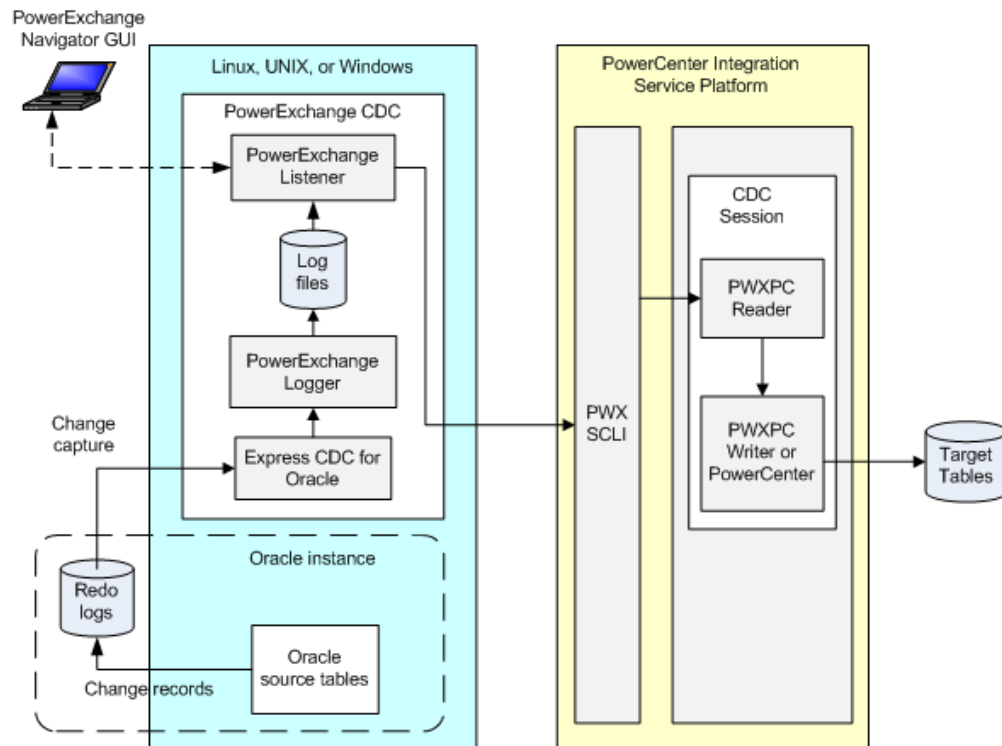 PowerExchange
Navigator GUI
Linux, UNIX, or Windows
PowerExchange CDC
PowerExchange
Listener
Log
files
PowerExchange
Logger
Express CDC for
Oracle
Change
capture
Oracle instance
Redo
logs
Oracle
source tables
Change records
PowerCenter Integration
Service Platform
PWX
SCLI
CDC
Session
PWXPC
Reader
PWXPC
Writer or
PowerCenter
Target
Tables